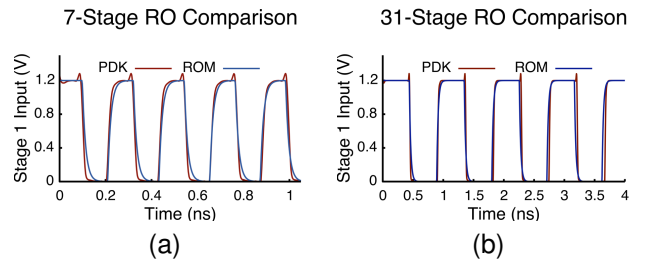 7-Stage RO Comparison
Stage 1 Input (V)
PDK ROM
1.2
0.8
0.4
0
0 0.2 0.4 0.6 0.8 1
Time (ns)
(a)
31-Stage RO Comparison
Stage 1 Input (V)
PDK ROM
1.2
0.8
0.4
0
0 0.5 1 1.5 2 2.5 3 3.5 4
Time (ns)
(b)